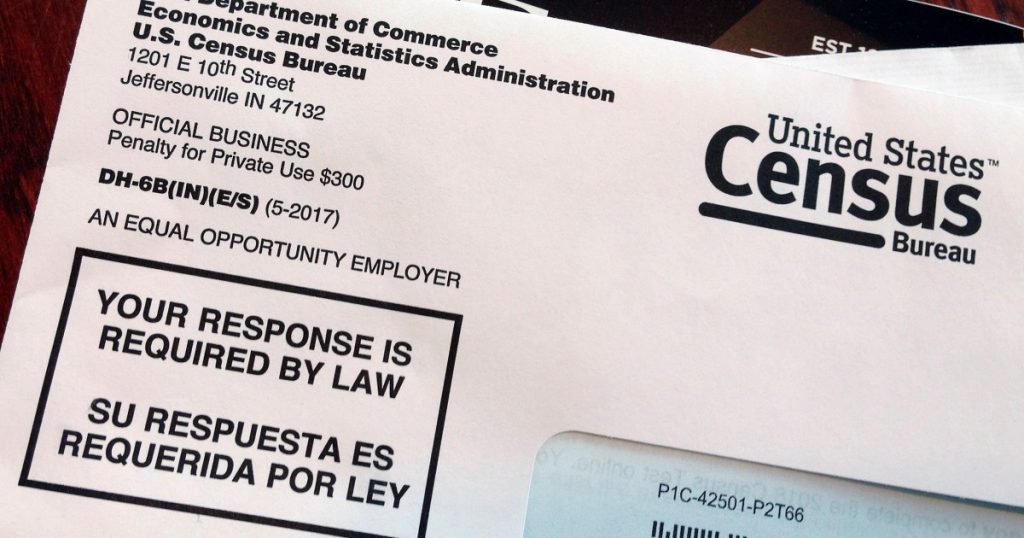 Department of Commerce
Economics and Statistics Administration
U.S. Census Bureau
1201 E 10th Street
Jeffersonville IN 47132
OFFICIAL BUSINESS
Penalty for Private Use $300
DH-6B(IN)(E/S) (5-2017)
AN EQUAL OPPORTUNITY EMPLOYER
YOUR RESPONSE IS
REQUIRED BY LAW
SU RESPUESTA ES
REQUERIDA POR LEY
EST
United States™
Census
Bureau
P1C-42501-P2T66